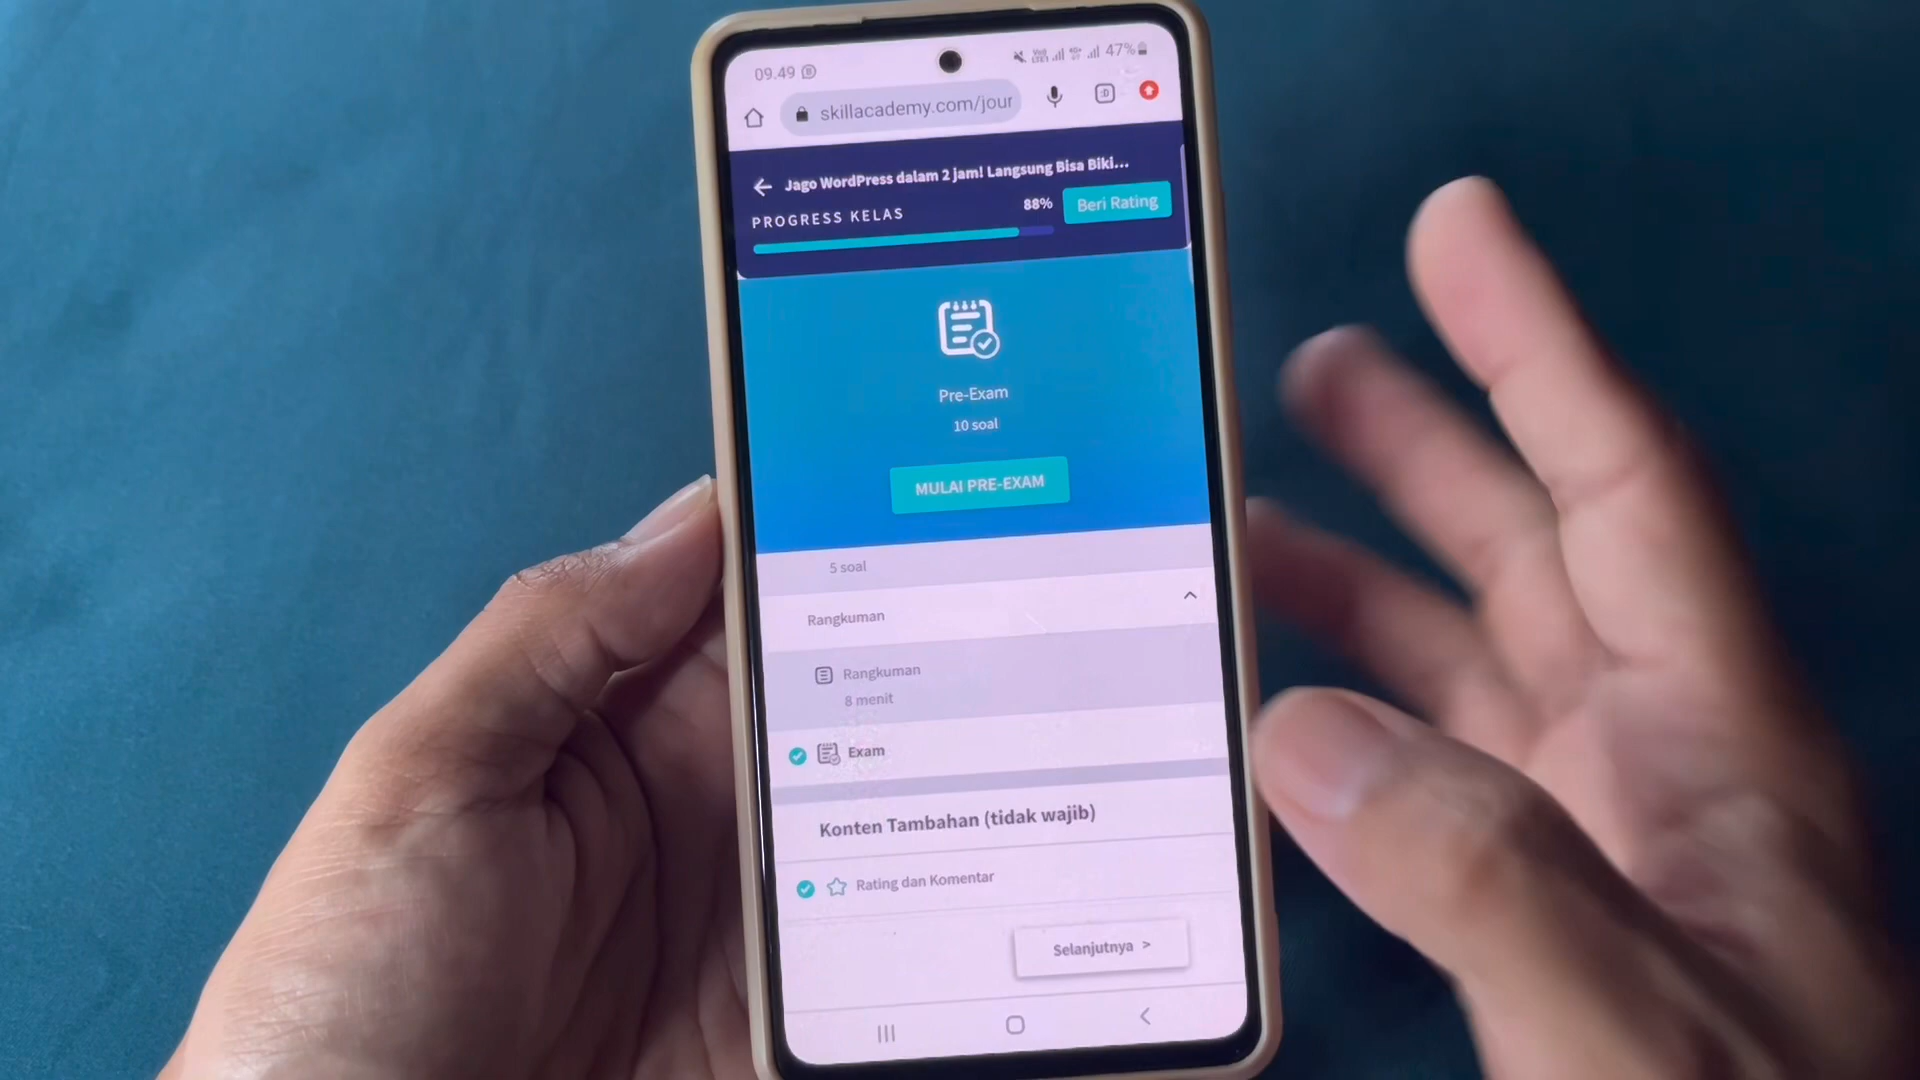 09.49
47%
skillacademy.com/jour
Jago WordPress dalam 2 jam! Langsung Bisa Biki...
PROGRESS KELAS
88%
Beri Rating
Pre-Exam
10 soal
MULAI PRE-EXAM
5 soal
Rangkuman
Rangkuman
8 menit
Exam
Konten Tambahan (tidak wajib)
Rating dan Komentar
Selanjutnya >